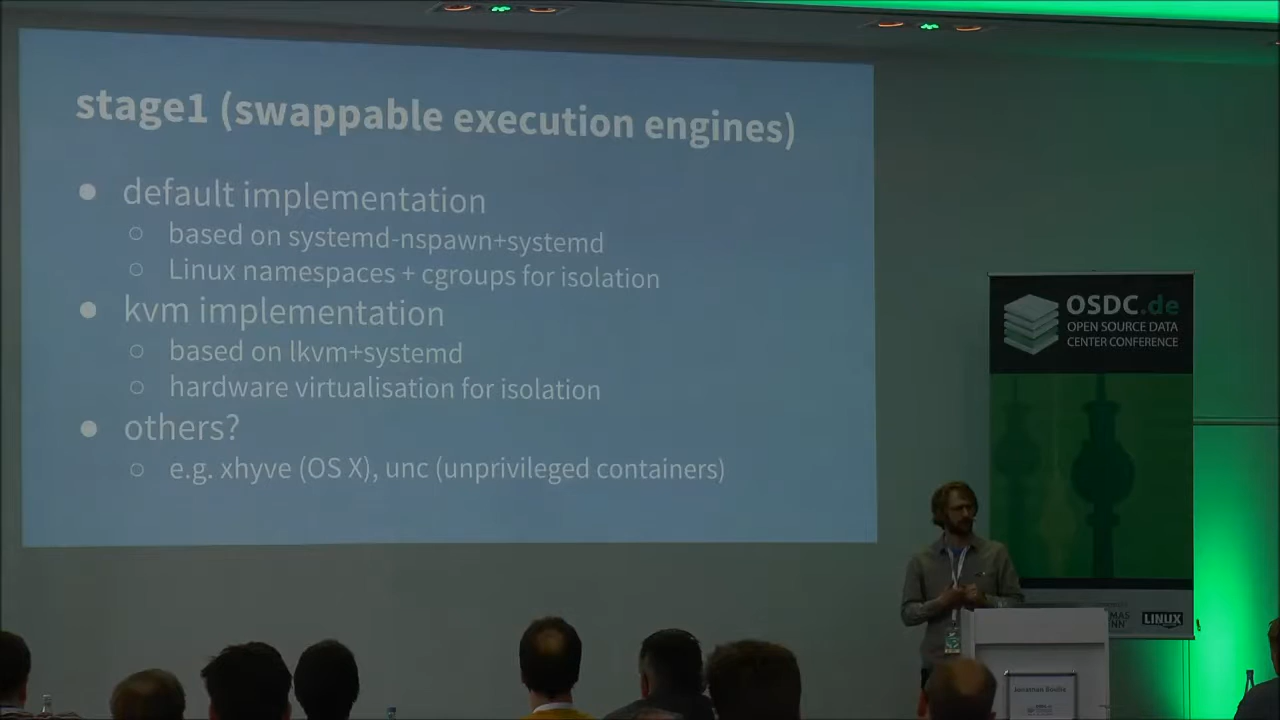 stage1 (swappable execution engines)
● default implementation
○ based on systemd-nspawn+systemd
○ Linux namespaces + cgroups for isolation
● kvm implementation
○ based on lkvm+systemd
○ hardware virtualisation for isolation
● others?
○ e.g. xhyve (OS X), unc (unprivileged containers)
OSDC.de
OPEN SOURCE DATA
CENTER CONFERENCE
LINUX
Jonathan Boulle